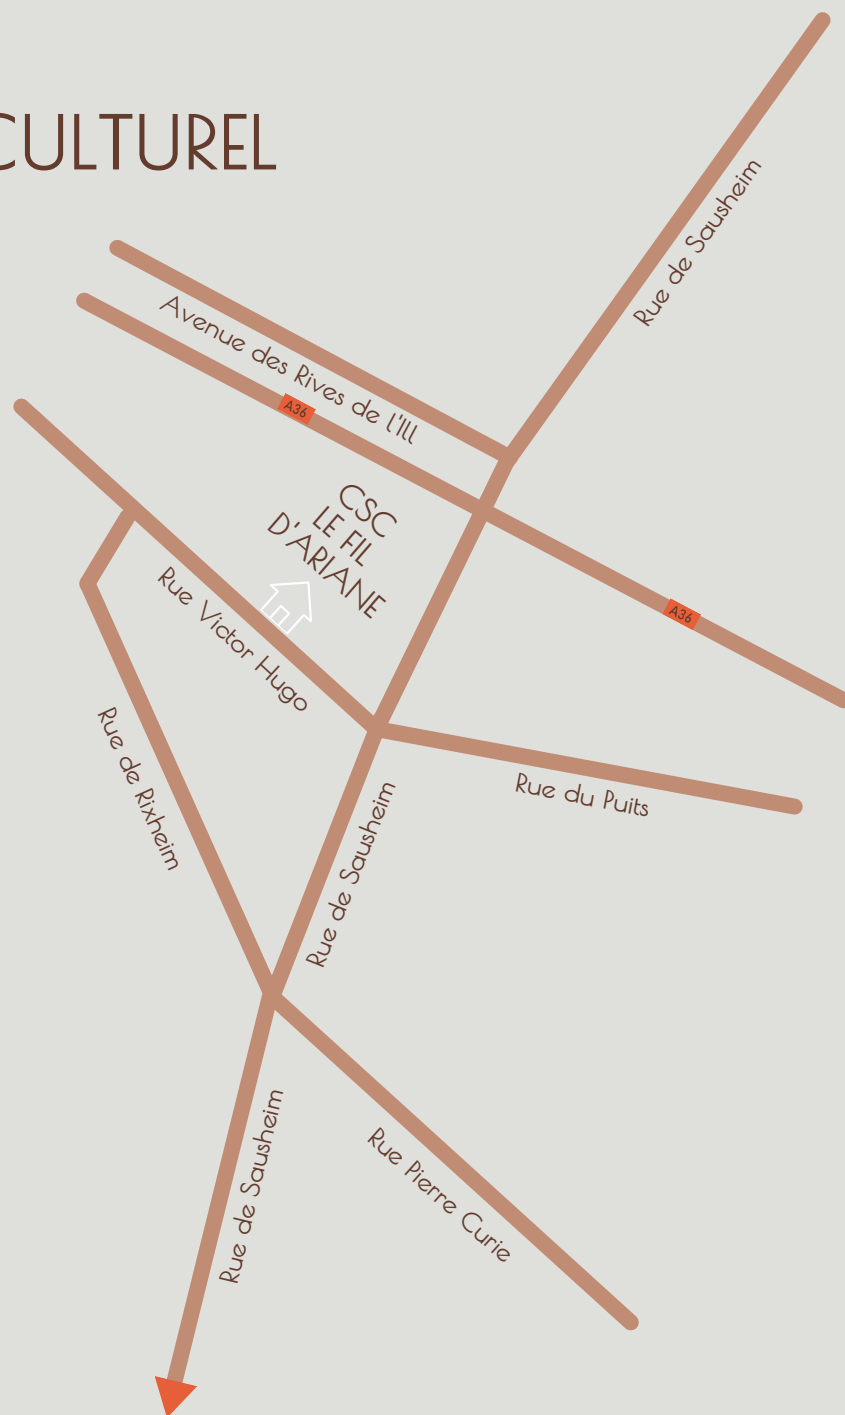 CULTUREL
Rue de Sausheim
Avenue des Rives de l'Ill
A36
CSC
LE FIL
D'ARIANE
A36
Rue Victor Hugo
Rue de Rixheim
Rue du Puits
Rue de Sausheim
Rue de Sausheim
Rue Pierre Curie